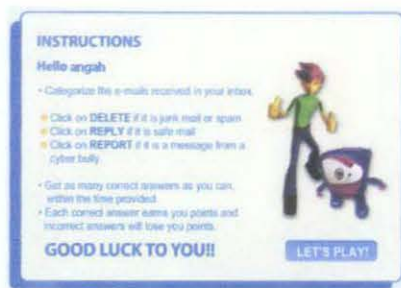 INSTRUCTIONS
Hello angah
• Categorize the e-mails received in your inbox.
Click on DELETE if it is junk mail or spam
Click on REPLY if it is safe mail
Click on REPORT if it is a message from a
cyber bully.
• Get as many correct answers as you can,
within the time provided.
• Each correct answer earns you points and
incorrect answers will lose you points.
GOOD LUCK TO YOU!!
LET'S PLAY!